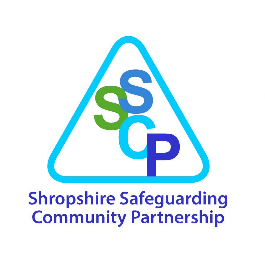 SSCP
Shropshire Safeguarding
Community Partnership